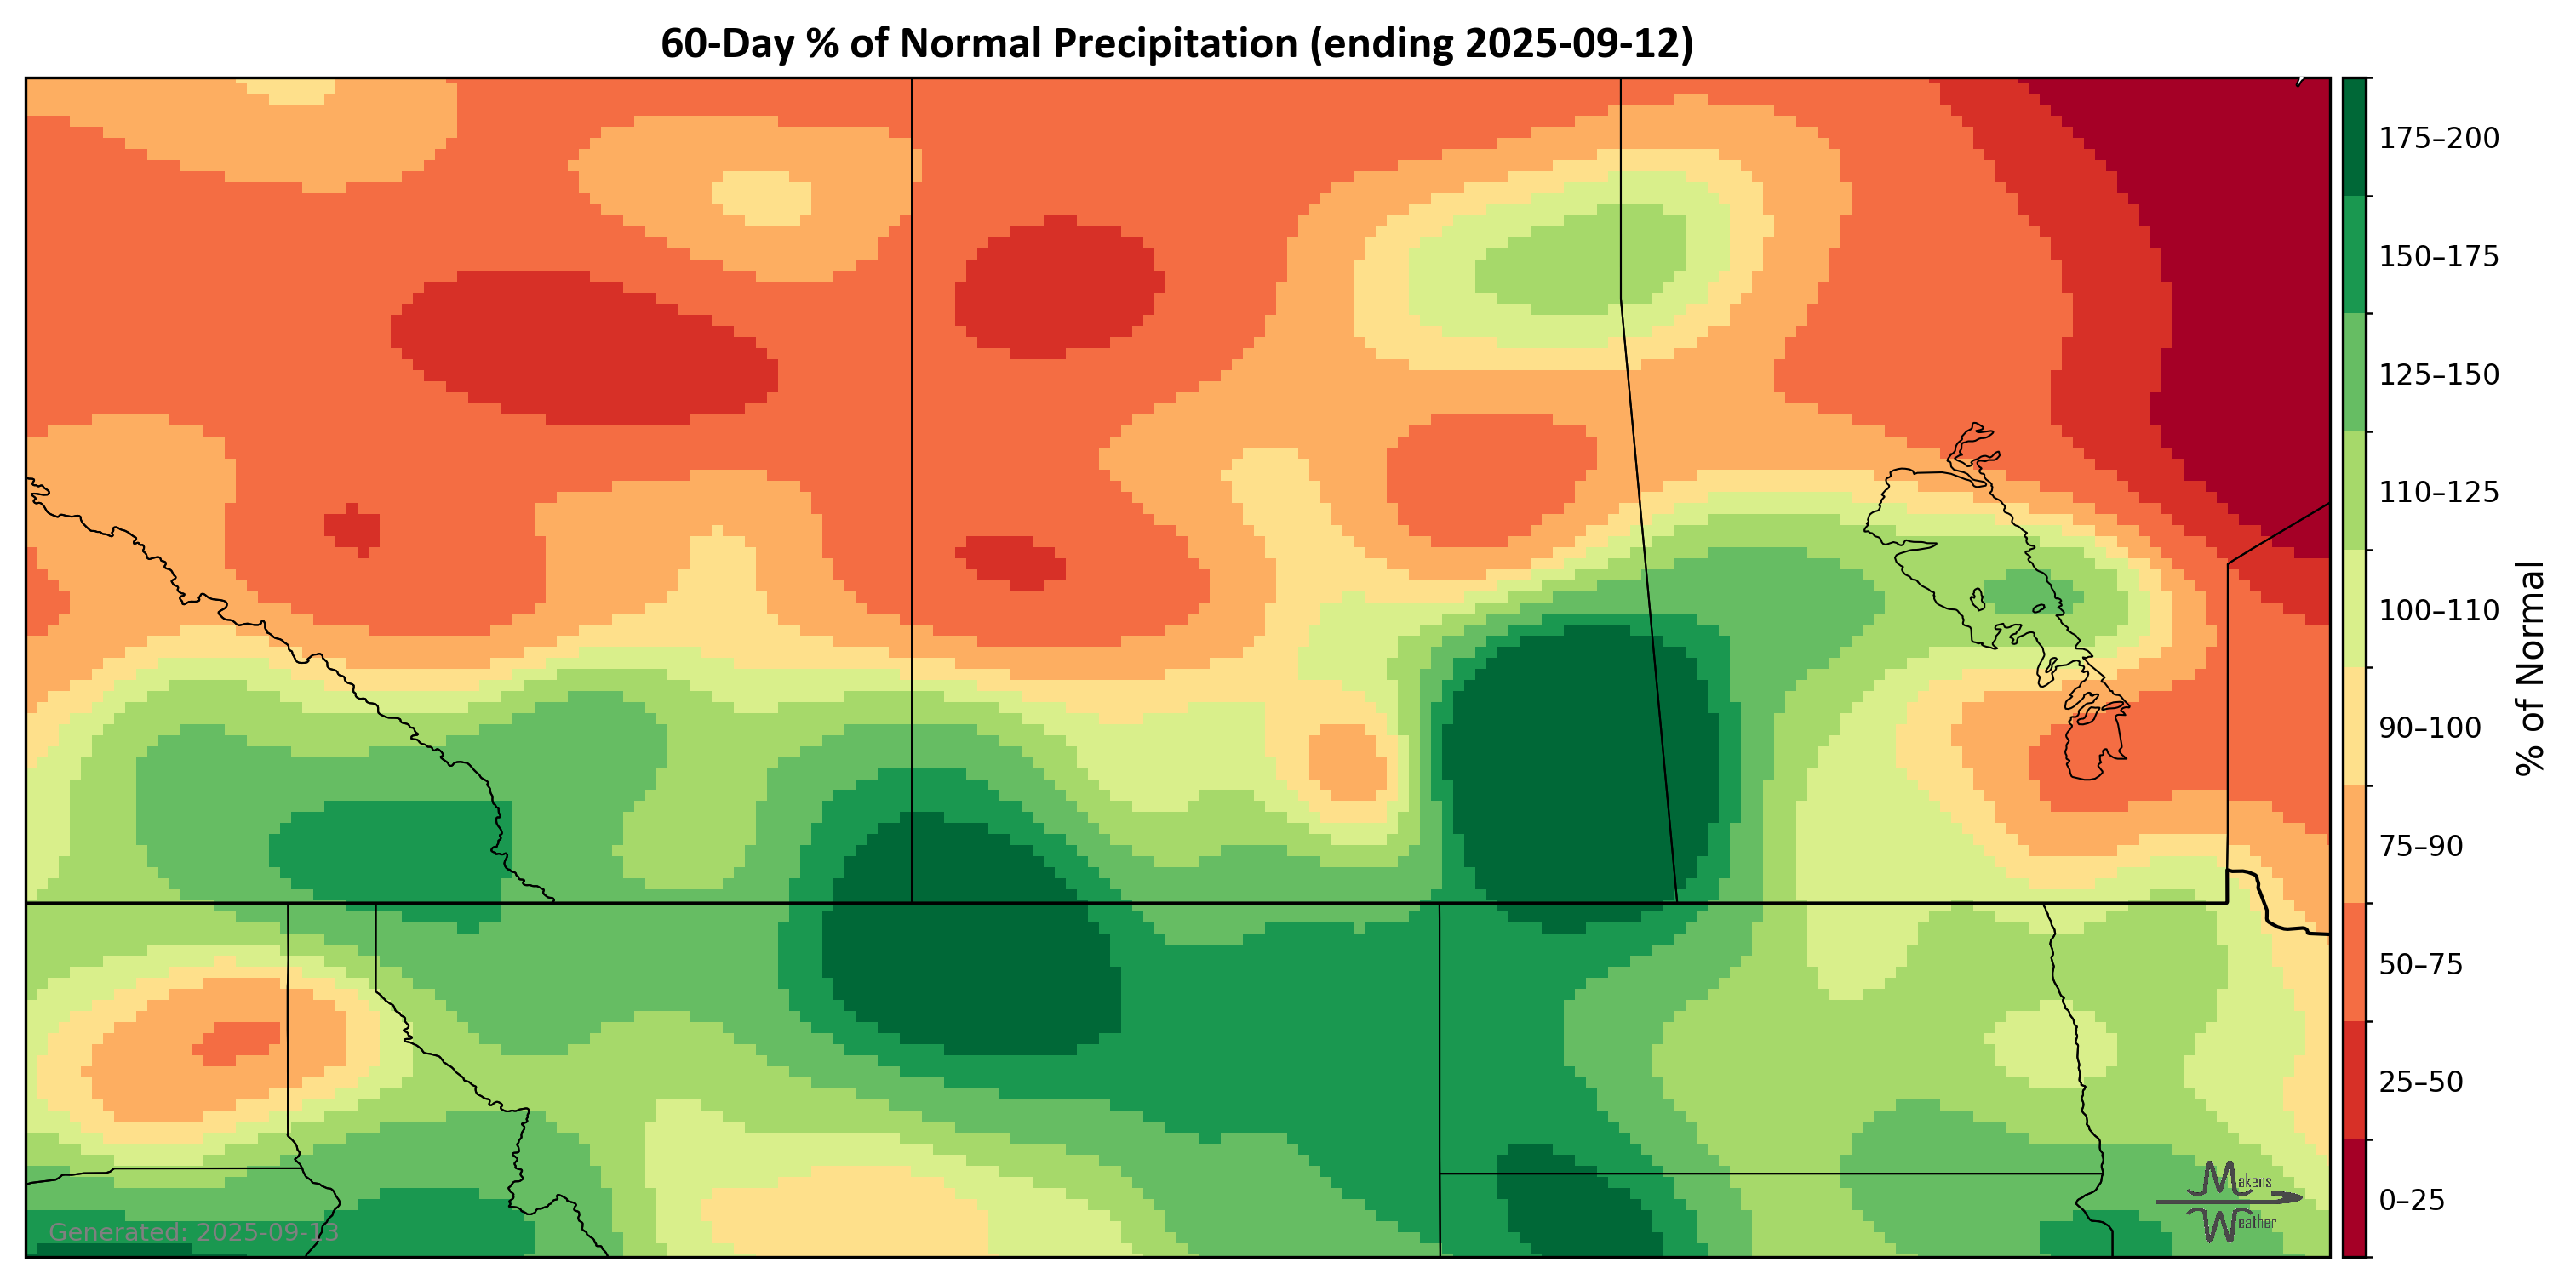 60-Day % of Normal Precipitation (ending 2025-09-12)
175–200
150–175
125–150
110–125
100–110
90–100
75–90
50–75
25–50
0–25
% of Normal
Makens
Weather
Generated: 2025-09-13